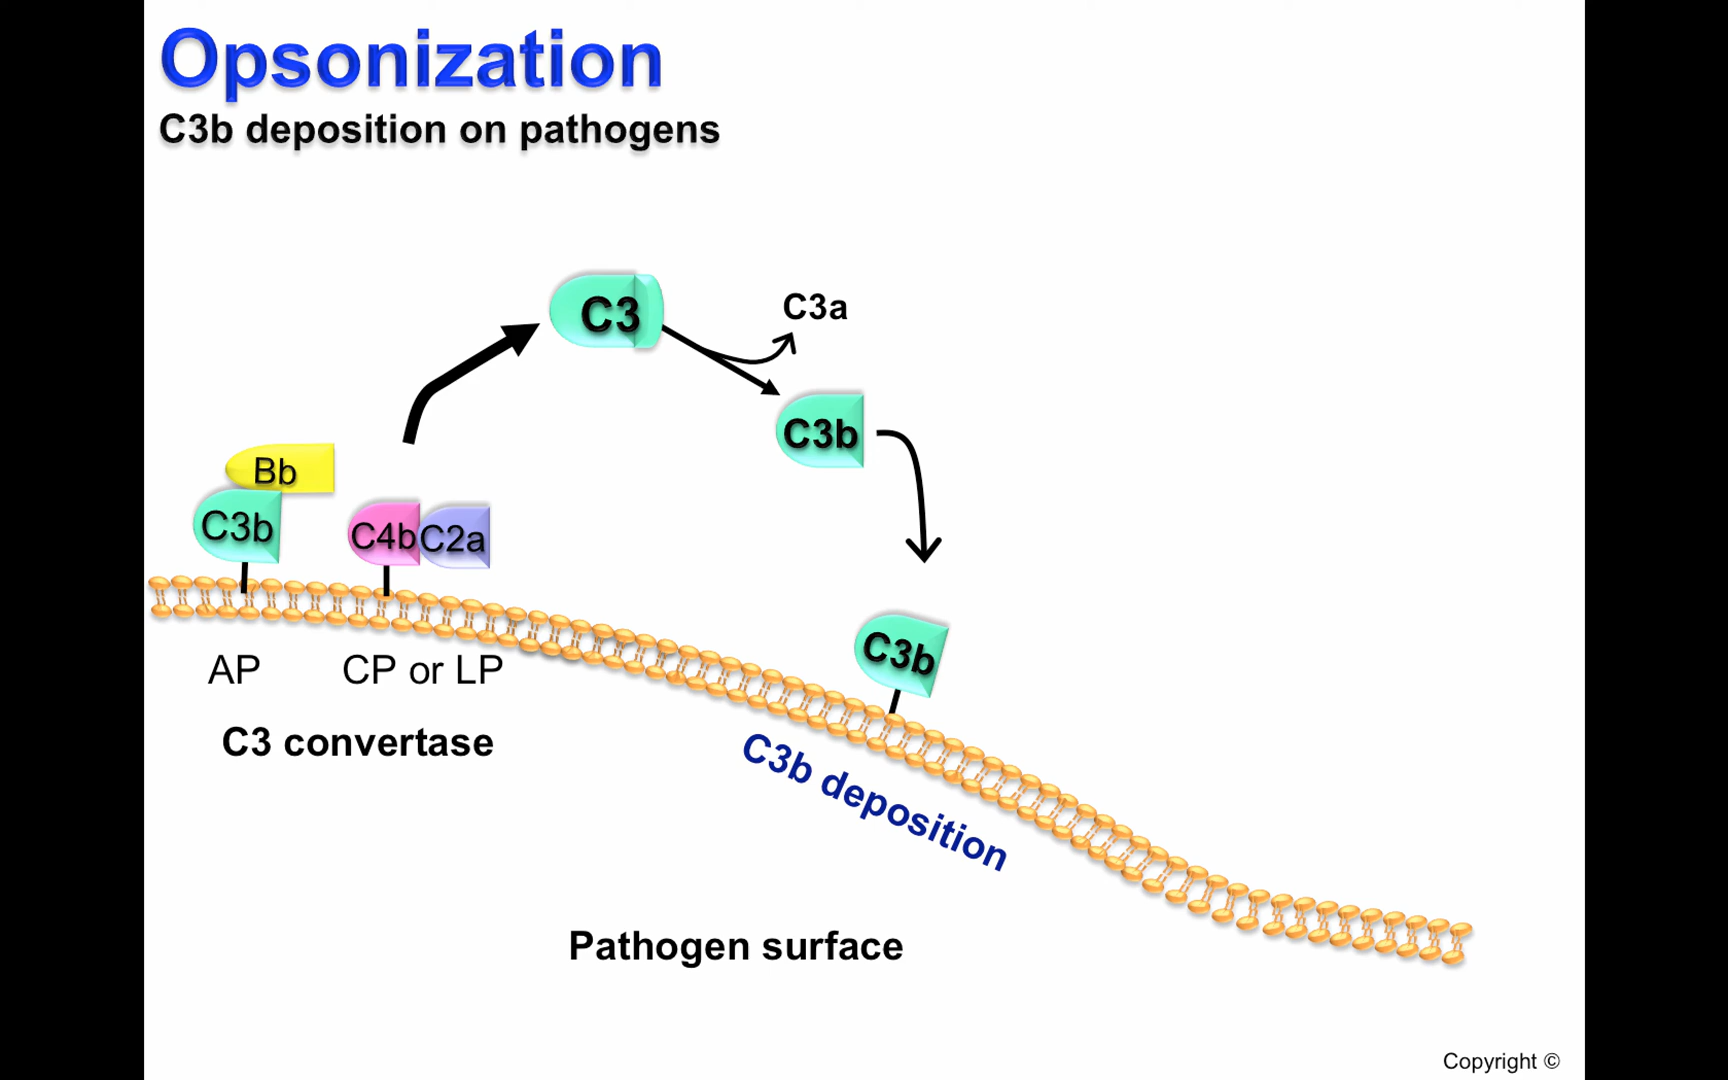 Opsonization
C3b deposition on pathogens
C3
C3a
C3b
Bb
C3b
C4b
C2a
C3b
AP
CP or LP
C3 convertase
C3b deposition
Pathogen surface
Copyright ©